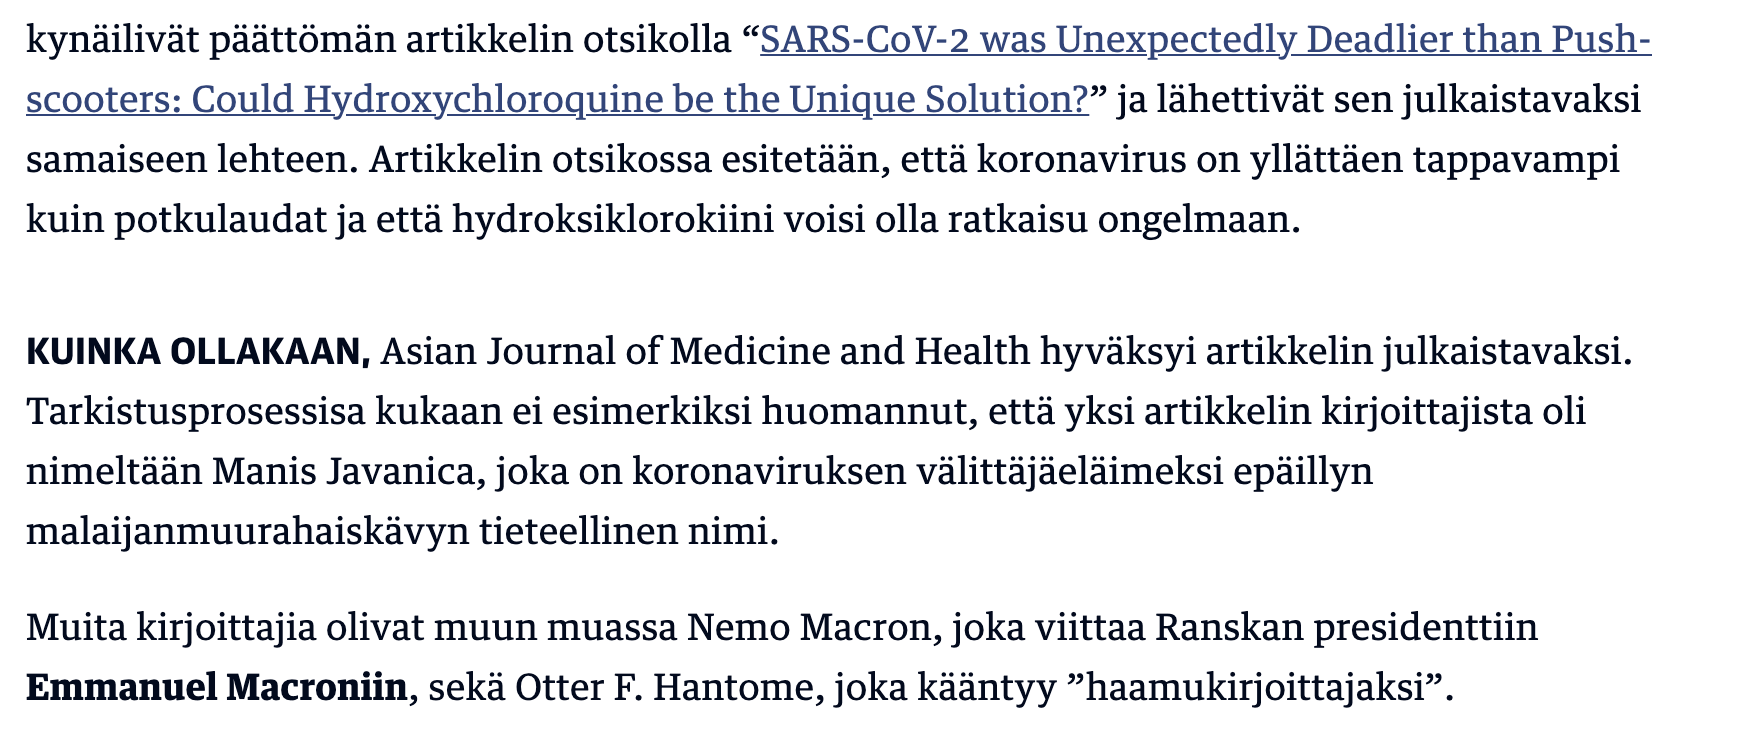 kynäilivät päättömän artikkelin otsikolla “SARS-CoV-2 was Unexpectedly Deadlier than Push-
scooters: Could Hydroxychloroquine be the Unique Solution?” ja lähettivät sen julkaistavaksi
samaiseen lehteen. Artikkelin otsikossa esitetään, että koronavirus on yllättäen tappavampi
kuin potkulaudat ja että hydroksiklorokiini voisi olla ratkaisu ongelmaan.
KUINKA OLLAKAAN, Asian Journal of Medicine and Health hyväksyi artikkelin julkaistavaksi.
Tarkistusprosessisa kukaan ei esimerkiksi huomannut, että yksi artikkelin kirjoittajista oli
nimeltään Manis Javanica, joka on koronaviruksen välittäjäeläimeksi epäillyn
malaijanmuurahaiskävyn tieteellinen nimi.
Muita kirjoittajia olivat muun muassa Nemo Macron, joka viittaa Ranskan presidenttiin
Emmanuel Macroniin, sekä Otter F. Hantome, joka kääntyy ”haamukirjoittajaksi”.